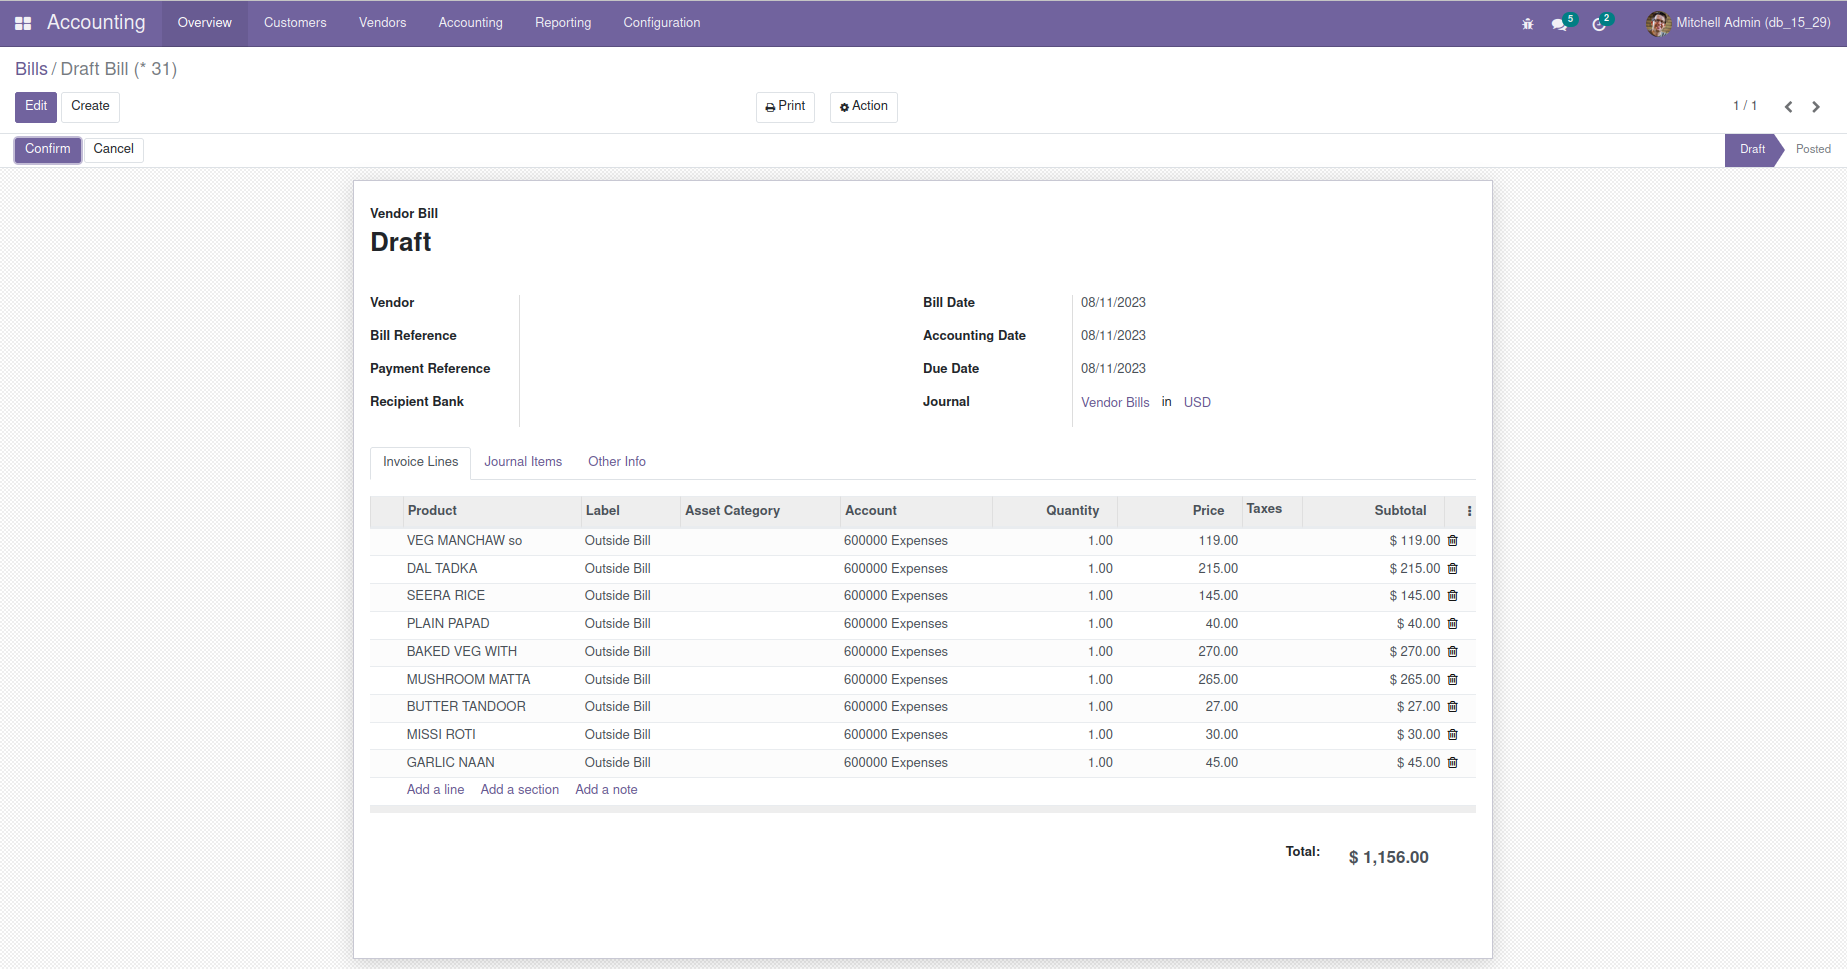 Accounting Overview Customers Vendors Accounting Reporting Configuration 5 2 Mitchell Admin (db_15_29)
Bills / Draft Bill (* 31)
Edit Create Print Action 1 / 1
Confirm Cancel Draft Posted
Vendor Bill
Draft
Vendor Bill Date 08/11/2023
Bill Reference Accounting Date 08/11/2023
Payment Reference Due Date 08/11/2023
Recipient Bank Journal Vendor Bills in USD
Invoice Lines Journal Items Other Info
Product Label Asset Category Account Quantity Price Taxes Subtotal
VEG MANCHAW so Outside Bill 600000 Expenses 1.00 119.00 $ 119.00
DAL TADKA Outside Bill 600000 Expenses 1.00 215.00 $ 215.00
SEERA RICE Outside Bill 600000 Expenses 1.00 145.00 $ 145.00
PLAIN PAPAD Outside Bill 600000 Expenses 1.00 40.00 $ 40.00
BAKED VEG WITH Outside Bill 600000 Expenses 1.00 270.00 $ 270.00
MUSHROOM MATTA Outside Bill 600000 Expenses 1.00 265.00 $ 265.00
BUTTER TANDOOR Outside Bill 600000 Expenses 1.00 27.00 $ 27.00
MISSI ROTI Outside Bill 600000 Expenses 1.00 30.00 $ 30.00
GARLIC NAAN Outside Bill 600000 Expenses 1.00 45.00 $ 45.00
Add a line Add a section Add a note
Total: $ 1,156.00